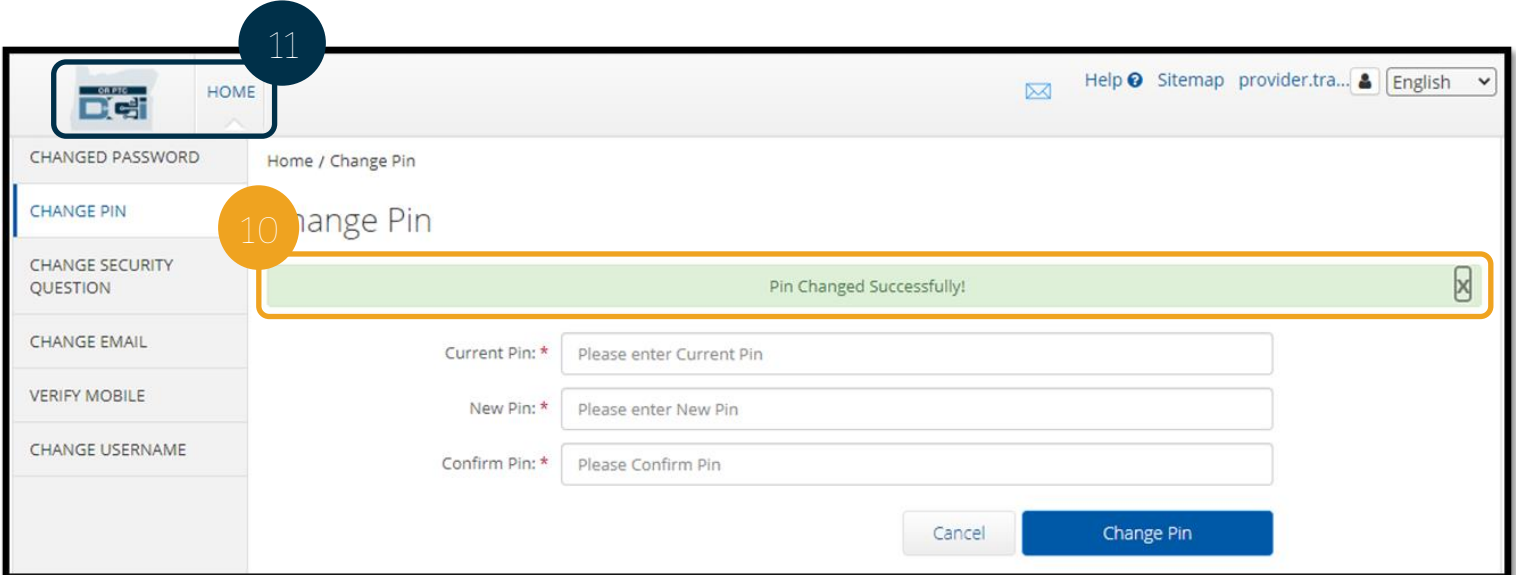 11
OR PTC
DCi
HOME
Help ? Sitemap provider.tra... English
CHANGED PASSWORD
Home / Change Pin
CHANGE PIN
10
hange Pin
CHANGE SECURITY
QUESTION
Pin Changed Successfully!
X
CHANGE EMAIL
Current Pin: * Please enter Current Pin
VERIFY MOBILE
New Pin: * Please enter New Pin
CHANGE USERNAME
Confirm Pin: * Please Confirm Pin
Cancel
Change Pin